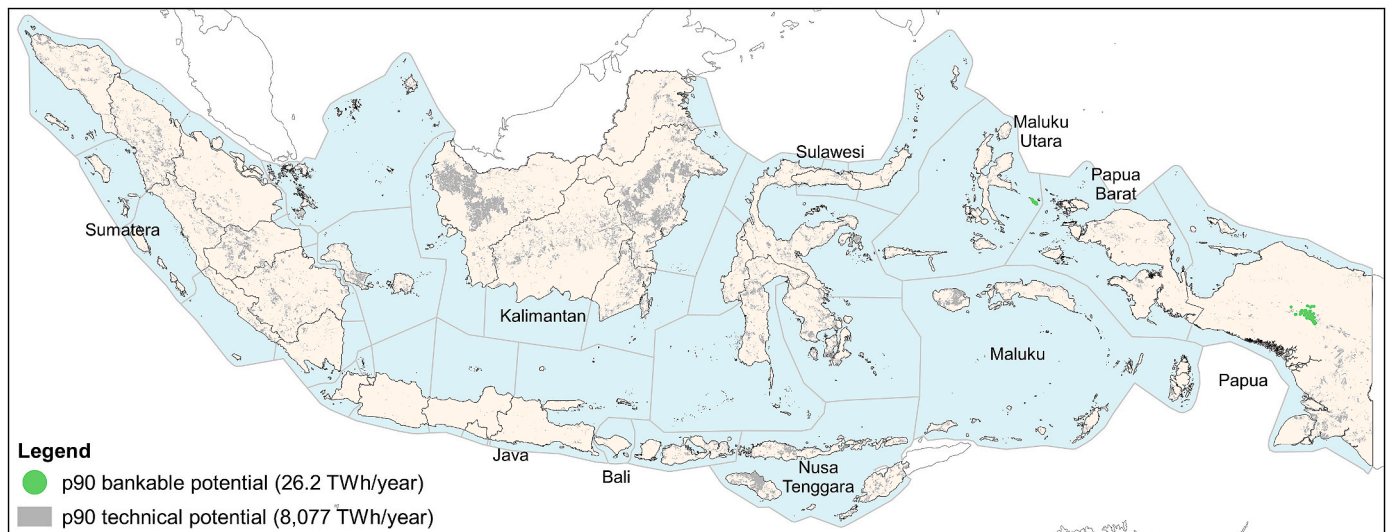 Maluku
Utara
Sulawesi
Papua
Barat
Sumatera
Kalimantan
Maluku
Papua
Legend
Java
Nusa
Tenggara
Bali
p90 bankable potential (26.2 TWh/year)
p90 technical potential (8,077 TWh/year)